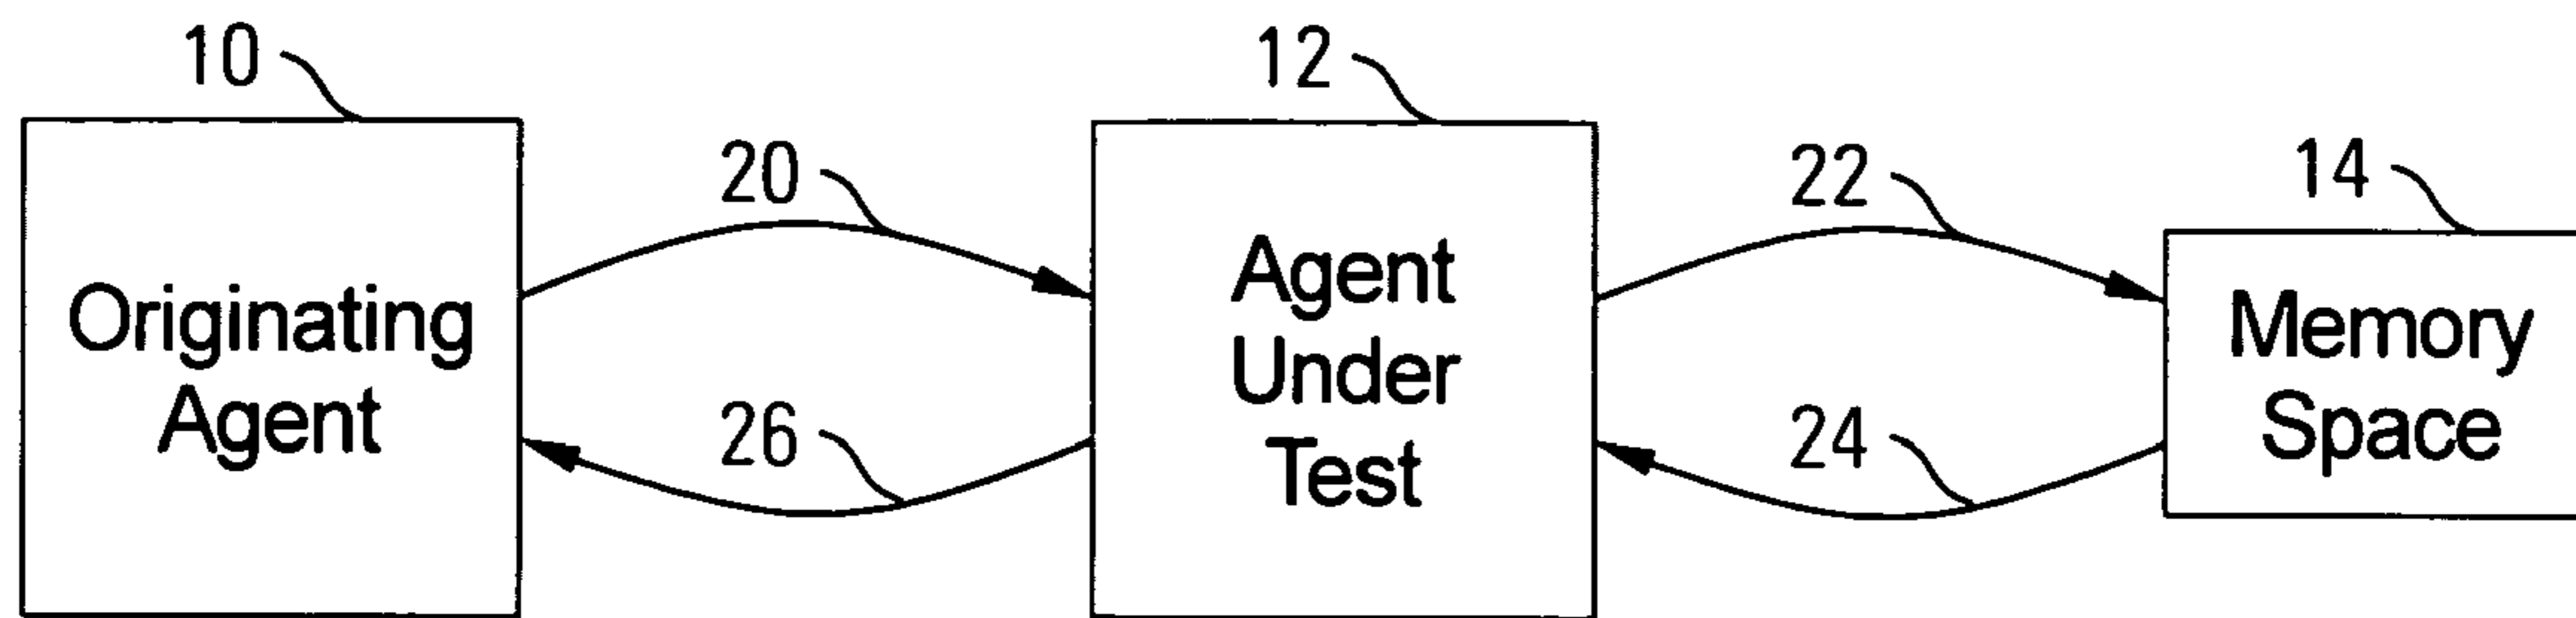 10
12
14
20
22
Originating
Agent
Agent
Under
Test
Memory
Space
26
24